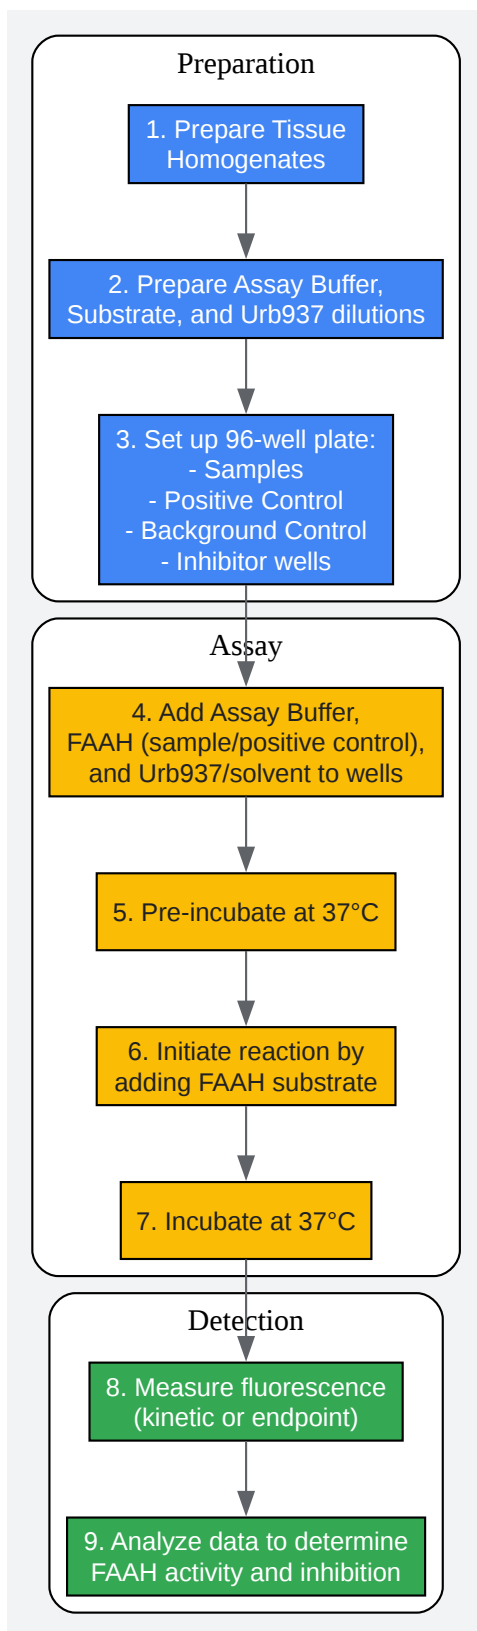 Preparation
1. Prepare Tissue
Homogenates
2. Prepare Assay Buffer,
Substrate, and Urb937 dilutions
3. Set up 96-well plate:
- Samples
- Positive Control
- Background Control
- Inhibitor wells
Assay
4. Add Assay Buffer,
FAAH (sample/positive control),
and Urb937/solvent to wells
5. Pre-incubate at 37°C
6. Initiate reaction by
adding FAAH substrate
7. Incubate at 37°C
Detection
8. Measure fluorescence
(kinetic or endpoint)
9. Analyze data to determine
FAAH activity and inhibition